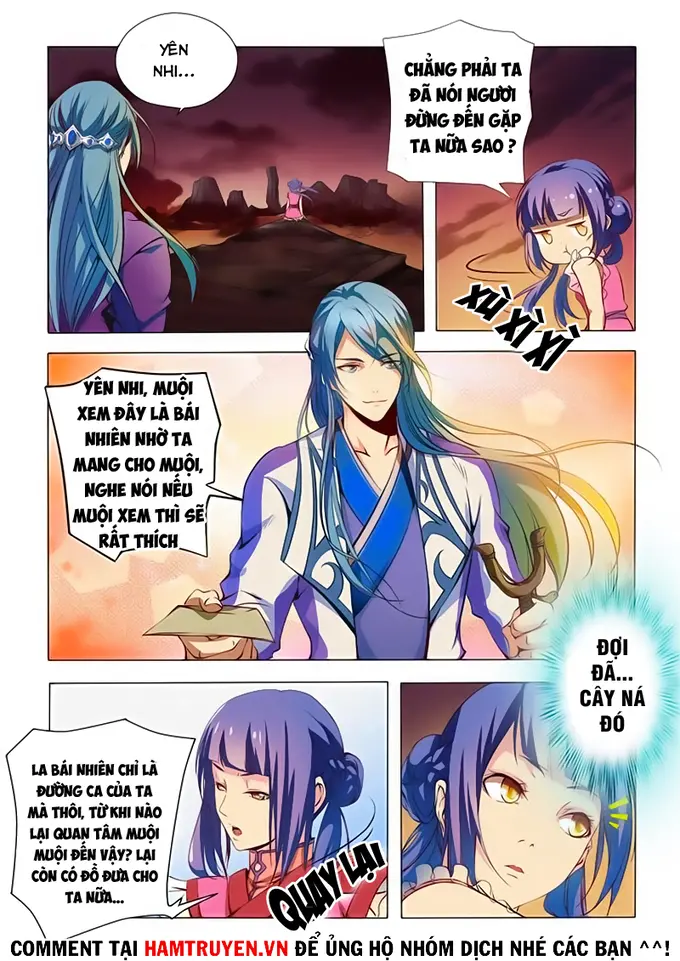 YÊN
NHI...
CHẲNG PHẢI TA
ĐÃ NÓI NGƯƠI
ĐỪNG ĐẾN GẶP
TA NỮA SAO ?
XÙ XÌ XÌ
YÊN NHI, MUỘI
XEM ĐÂY LÀ BÁI
NHIÊN NHỜ TA
MANG CHO MUỘI,
NGHE NÓI NẾU
MUỘI XEM THÌ SẼ
RẤT THÍCH
ĐỢI
ĐÃ...
CÂY NÁ
ĐÓ
LA BÁI NHIÊN CHỈ LÀ
ĐƯỜNG CA CỦA TA
MÀ THÔI, TỪ KHI NÀO
LẠI QUAN TÂM MUỘI
MUỘI ĐẾN VẬY? LẠI
CÒN CÓ ĐỒ ĐƯA CHO
TA NỮA...
QUAY LẠI
COMMENT TẠI HAMTRUYEN.VN ĐỂ ỦNG HỘ NHÓM DỊCH NHÉ CÁC BẠN ^^!